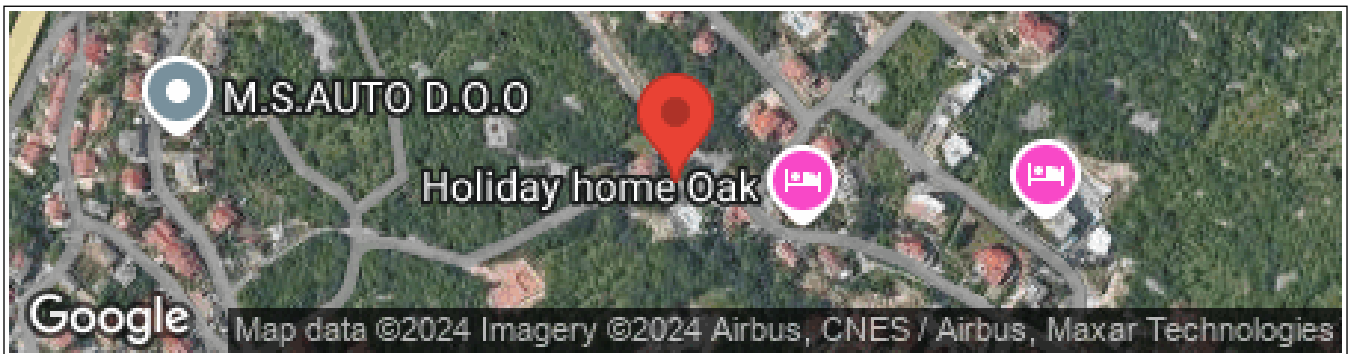 M.S.AUTO D.O.O
Holiday home Oak
Google
Map data ©2024 Imagery ©2024 Airbus, CNES / Airbus, Maxar Technologies